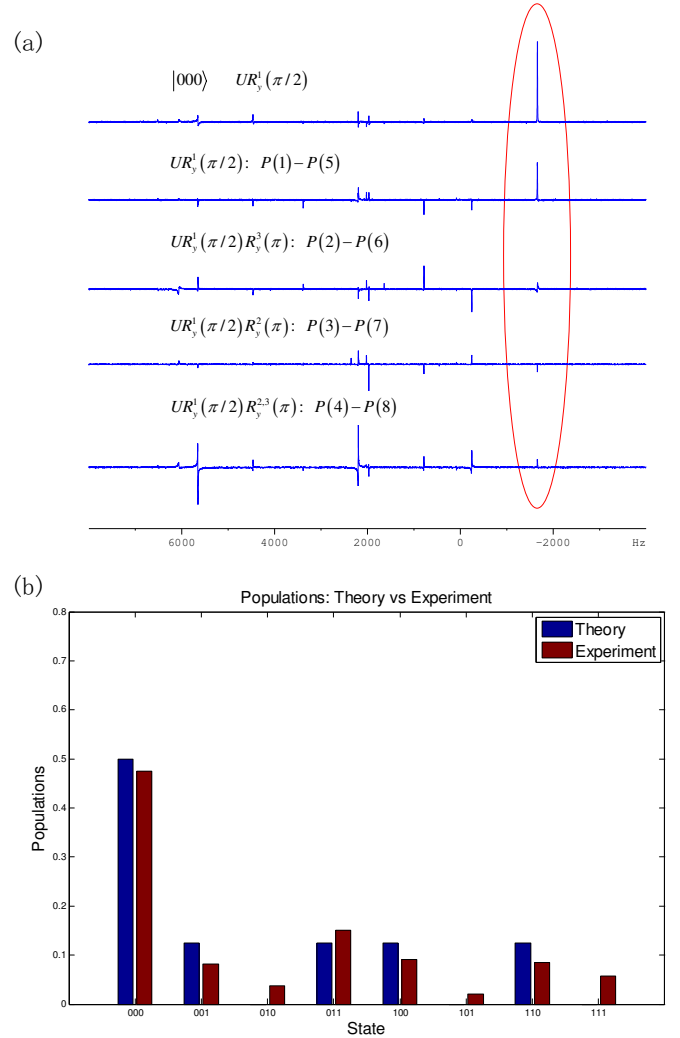 (a)
|000⟩ UR_y^1(π/2)
UR_y^1(π/2): P(1)−P(5)
UR_y^1(π/2)R_y^3(π): P(2)−P(6)
UR_y^1(π/2)R_y^2(π): P(3)−P(7)
UR_y^1(π/2)R_y^{2,3}(π): P(4)−P(8)
6000 4000 2000 0 −2000 Hz
(b)
Populations: Theory vs Experiment
Theory
Experiment
0.8
0.7
0.6
0.5
0.4
0.3
0.2
0.1
0
Populations
000 001 010 011 100 101 110 111
State